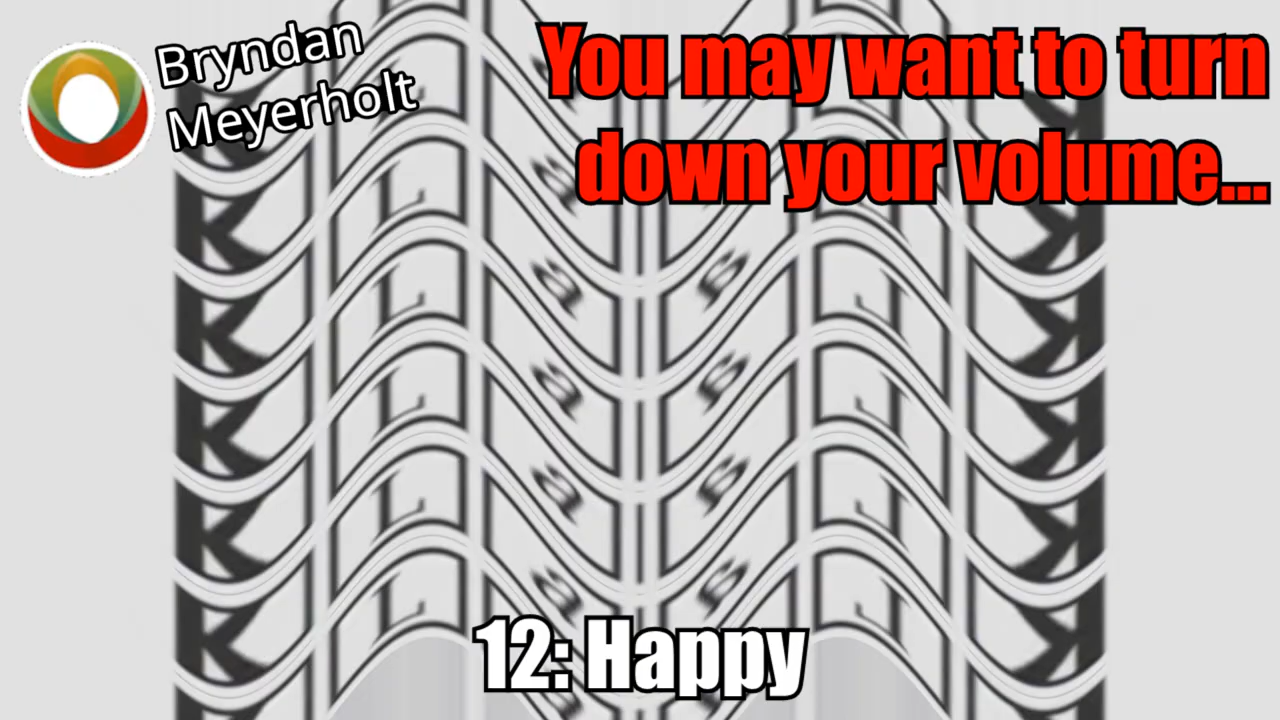 Bryndan
Meyerholt
You may want to turn
down your volume...
12: Happy